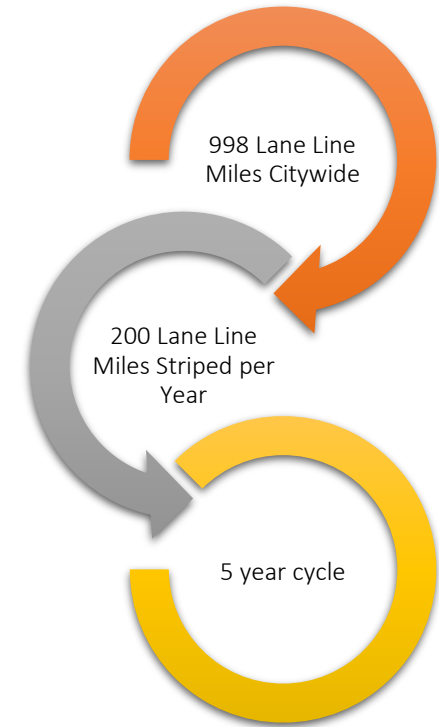 998 Lane Line
Miles Citywide
200 Lane Line
Miles Striped per
Year
5 year cycle